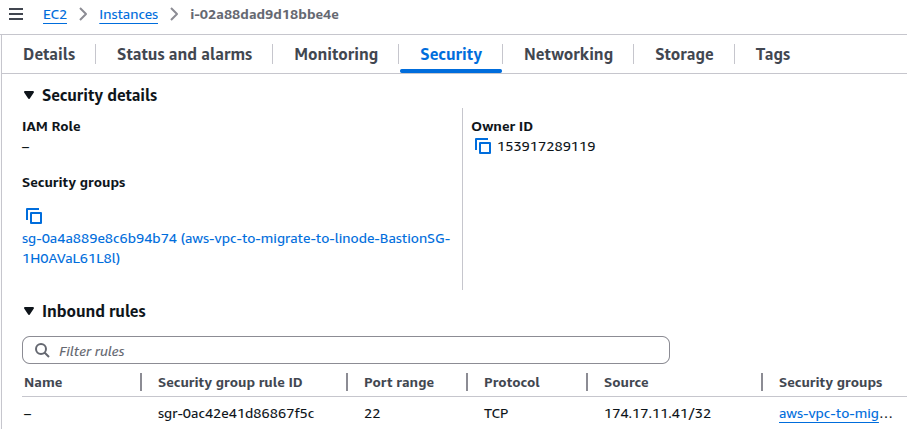 EC2 > Instances > i-02a88dad9d18bbe4e
Details Status and alarms Monitoring Security Networking Storage Tags
Security details
IAM Role Owner ID
– 153917289119
Security groups
sg-0a4a889e8c6b94b74 (aws-vpc-to-migrate-to-linode-BastionSG-
1H0AVaL61L8l)
Inbound rules
Filter rules
Name Security group rule ID Port range Protocol Source Security groups
– sgr-0ac42e41d86867f5c 22 TCP 174.17.11.41/32 aws-vpc-to-mig...